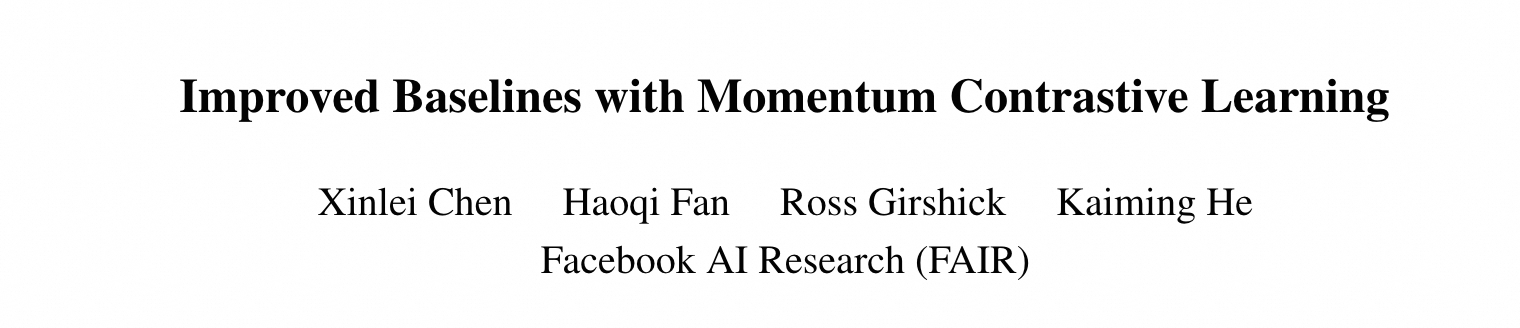 Improved Baselines with Momentum Contrastive Learning
Xinlei Chen Haoqi Fan Ross Girshick Kaiming He
Facebook AI Research (FAIR)